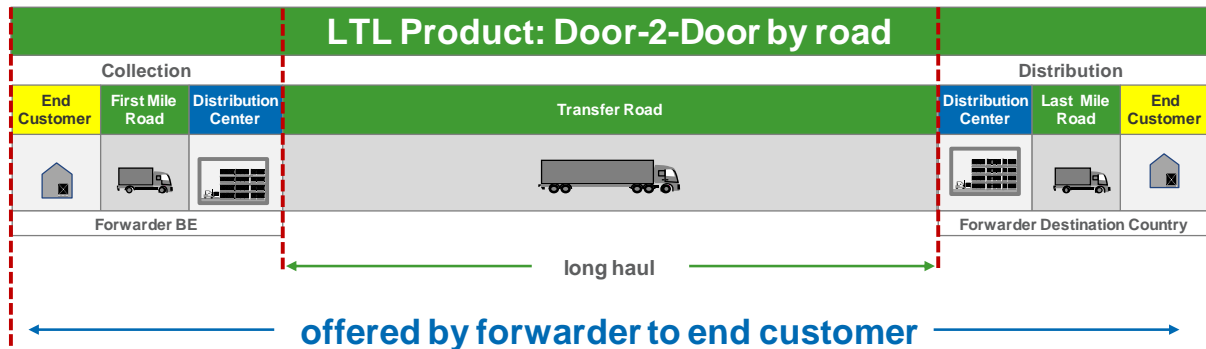 LTL Product: Door-2-Door by road
Collection
Distribution
End
Customer
First Mile
Road
Distribution
Center
Transfer Road
Distribution
Center
Last Mile
Road
End
Customer
Forwarder BE
Forwarder Destination Country
long haul
offered by forwarder to end customer